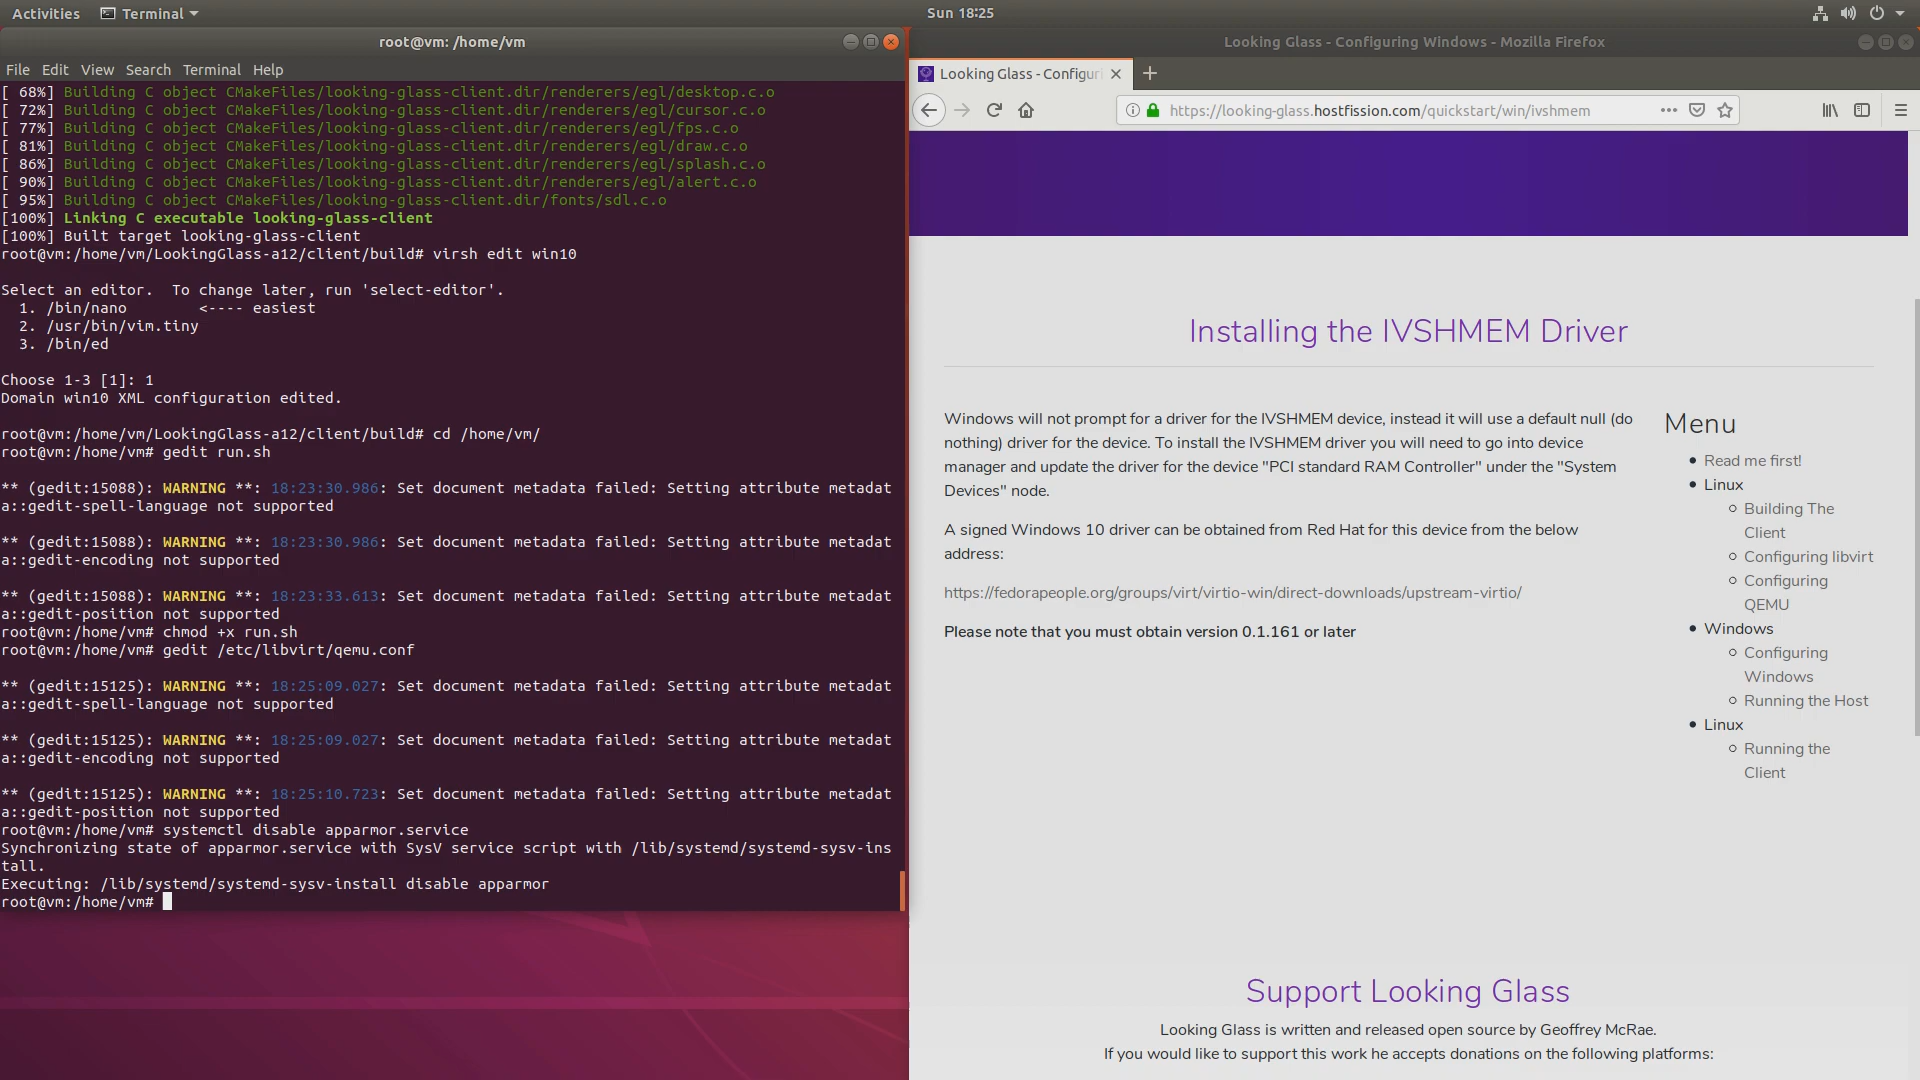 Activities Terminal Sun 18:25
root@vm: /home/vm
File Edit View Search Terminal Help
[ 68%] Building C object CMakeFiles/looking-glass-client.dir/renderers/egl/desktop.c.o
[ 72%] Building C object CMakeFiles/looking-glass-client.dir/renderers/egl/cursor.c.o
[ 77%] Building C object CMakeFiles/looking-glass-client.dir/renderers/egl/fps.c.o
[ 81%] Building C object CMakeFiles/looking-glass-client.dir/renderers/egl/draw.c.o
[ 86%] Building C object CMakeFiles/looking-glass-client.dir/renderers/egl/splash.c.o
[ 90%] Building C object CMakeFiles/looking-glass-client.dir/renderers/egl/alert.c.o
[ 95%] Building C object CMakeFiles/looking-glass-client.dir/fonts/sdl.c.o
[100%] Linking C executable looking-glass-client
[100%] Built target looking-glass-client
root@vm:/home/vm/LookingGlass-a12/client/build# virsh edit win10
Select an editor.  To change later, run 'select-editor'.
1. /bin/nano        <---- easiest
2. /usr/bin/vim.tiny
3. /bin/ed
Choose 1-3 [1]: 1
Domain win10 XML configuration edited.
root@vm:/home/vm/LookingGlass-a12/client/build# cd /home/vm/
root@vm:/home/vm# gedit run.sh
** (gedit:15088): WARNING **: 18:23:30.986: Set document metadata failed: Setting attribute metadat
a::gedit-spell-language not supported
** (gedit:15088): WARNING **: 18:23:30.986: Set document metadata failed: Setting attribute metadat
a::gedit-encoding not supported
** (gedit:15088): WARNING **: 18:23:33.613: Set document metadata failed: Setting attribute metadat
a::gedit-position not supported
root@vm:/home/vm# chmod +x run.sh
root@vm:/home/vm# gedit /etc/libvirt/qemu.conf
** (gedit:15125): WARNING **: 18:25:09.027: Set document metadata failed: Setting attribute metadat
a::gedit-spell-language not supported
** (gedit:15125): WARNING **: 18:25:09.027: Set document metadata failed: Setting attribute metadat
a::gedit-encoding not supported
** (gedit:15125): WARNING **: 18:25:10.723: Set document metadata failed: Setting attribute metadat
a::gedit-position not supported
root@vm:/home/vm# systemctl disable apparmor.service
Synchronizing state of apparmor.service with SysV service script with /lib/systemd/systemd-sysv-ins
tall.
Executing: /lib/systemd/systemd-sysv-install disable apparmor
root@vm:/home/vm#
Looking Glass - Configuring Windows - Mozilla Firefox
Looking Glass - Configuri
https://looking-glass.hostfission.com/quickstart/win/ivshmem
Installing the IVSHMEM Driver
Windows will not prompt for a driver for the IVSHMEM device, instead it will use a default null (do
nothing) driver for the device. To install the IVSHMEM driver you will need to go into device
manager and update the driver for the device "PCI standard RAM Controller" under the "System
Devices" node.
A signed Windows 10 driver can be obtained from Red Hat for this device from the below
address:
https://fedorapeople.org/groups/virt/virtio-win/direct-downloads/upstream-virtio/
Please note that you must obtain version 0.1.161 or later
Menu
Read me first!
Linux
Building The
Client
Configuring libvirt
Configuring
QEMU
Windows
Configuring
Windows
Running the Host
Linux
Running the
Client
Support Looking Glass
Looking Glass is written and released open source by Geoffrey McRae.
If you would like to support this work he accepts donations on the following platforms: